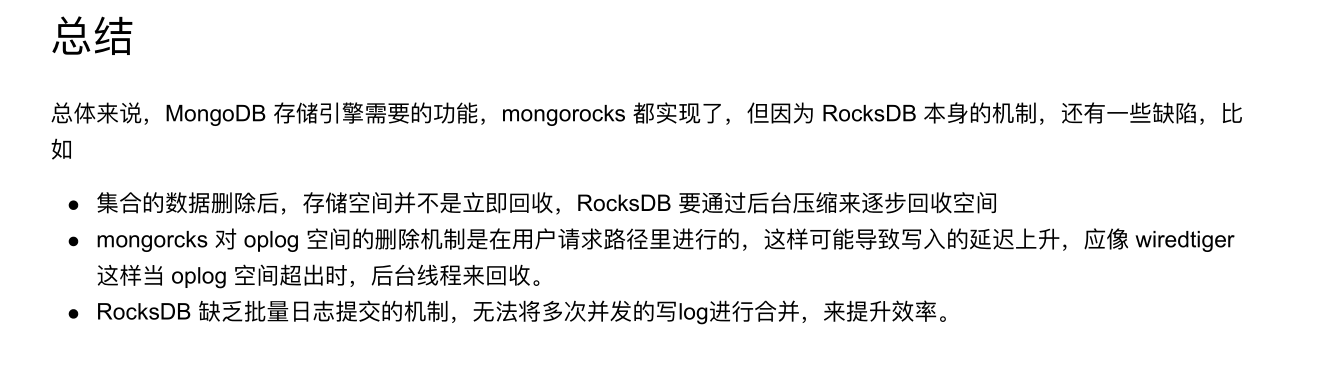 总结
总体来说，MongoDB 存储引擎需要的功能，mongorocks 都实现了，但因为 RocksDB 本身的机制，还有一些缺陷，比
如
● 集合的数据删除后，存储空间并不是立即回收，RocksDB 要通过后台压缩来逐步回收空间
● mongorcks 对 oplog 空间的删除机制是在用户请求路径里进行的，这样可能导致写入的延迟上升，应像 wiredtiger
这样当 oplog 空间超出时，后台线程来回收。
● RocksDB 缺乏批量日志提交的机制，无法将多次并发的写log进行合并，来提升效率。